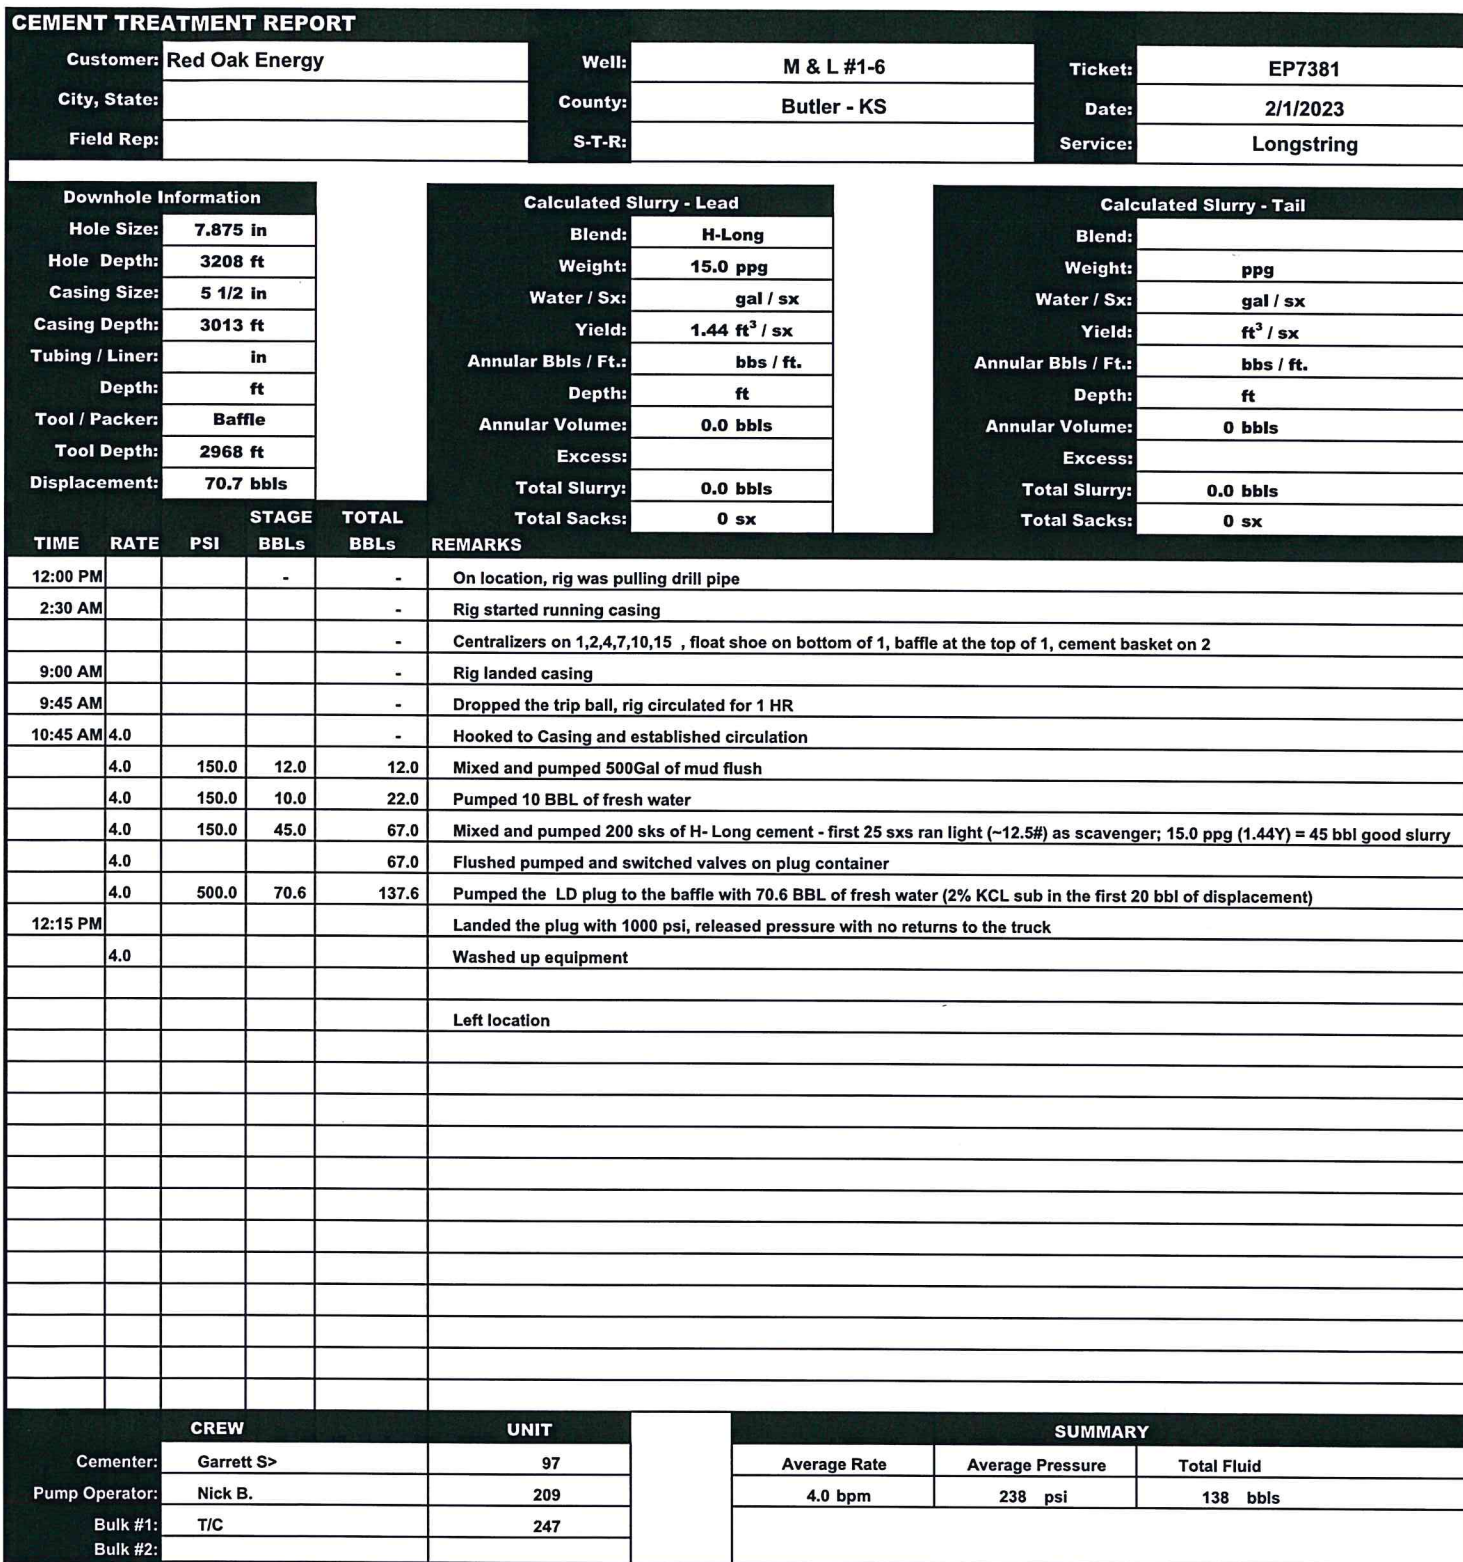 CEMENT TREATMENT REPORT
Customer: Red Oak Energy Well: M & L #1-6 Ticket: EP7381
City, State: County: Butler - KS Date: 2/1/2023
Field Rep: S-T-R: Service: Longstring
Downhole Information Calculated Slurry - Lead Calculated Slurry - Tail
Hole Size: 7.875 in Blend: H-Long Blend:
Hole Depth: 3208 ft Weight: 15.0 ppg Weight: ppg
Casing Size: 5 1/2 in Water / Sx: gal / sx Water / Sx: gal / sx
Casing Depth: 3013 ft Yield: 1.44 ft³ / sx Yield: ft³ / sx
Tubing / Liner: in Annular Bbls / Ft.: bbs / ft. Annular Bbls / Ft.: bbs / ft.
Depth: ft Depth: ft Depth: ft
Tool / Packer: Baffle Annular Volume: 0.0 bbls Annular Volume: 0 bbls
Tool Depth: 2968 ft Excess: Excess:
Displacement: 70.7 bbls Total Slurry: 0.0 bbls Total Slurry: 0.0 bbls
STAGE TOTAL Total Sacks: 0 sx Total Sacks: 0 sx
TIME RATE PSI BBLs BBLs REMARKS
12:00 PM - - On location, rig was pulling drill pipe
2:30 AM - Rig started running casing
- Centralizers on 1,2,4,7,10,15 , float shoe on bottom of 1, baffle at the top of 1, cement basket on 2
9:00 AM - Rig landed casing
9:45 AM - Dropped the trip ball, rig circulated for 1 HR
10:45 AM 4.0 - Hooked to Casing and established circulation
4.0 150.0 12.0 12.0 Mixed and pumped 500Gal of mud flush
4.0 150.0 10.0 22.0 Pumped 10 BBL of fresh water
4.0 150.0 45.0 67.0 Mixed and pumped 200 sks of H- Long cement - first 25 sxs ran light (~12.5#) as scavenger; 15.0 ppg (1.44Y) = 45 bbl good slurry
4.0 67.0 Flushed pumped and switched valves on plug container
4.0 500.0 70.6 137.6 Pumped the LD plug to the baffle with 70.6 BBL of fresh water (2% KCL sub in the first 20 bbl of displacement)
12:15 PM Landed the plug with 1000 psi, released pressure with no returns to the truck
4.0 Washed up equipment
Left location
CREW UNIT SUMMARY
Cementer: Garrett S> 97 Average Rate Average Pressure Total Fluid
Pump Operator: Nick B. 209 4.0 bpm 238 psi 138 bbls
Bulk #1: T/C 247
Bulk #2: